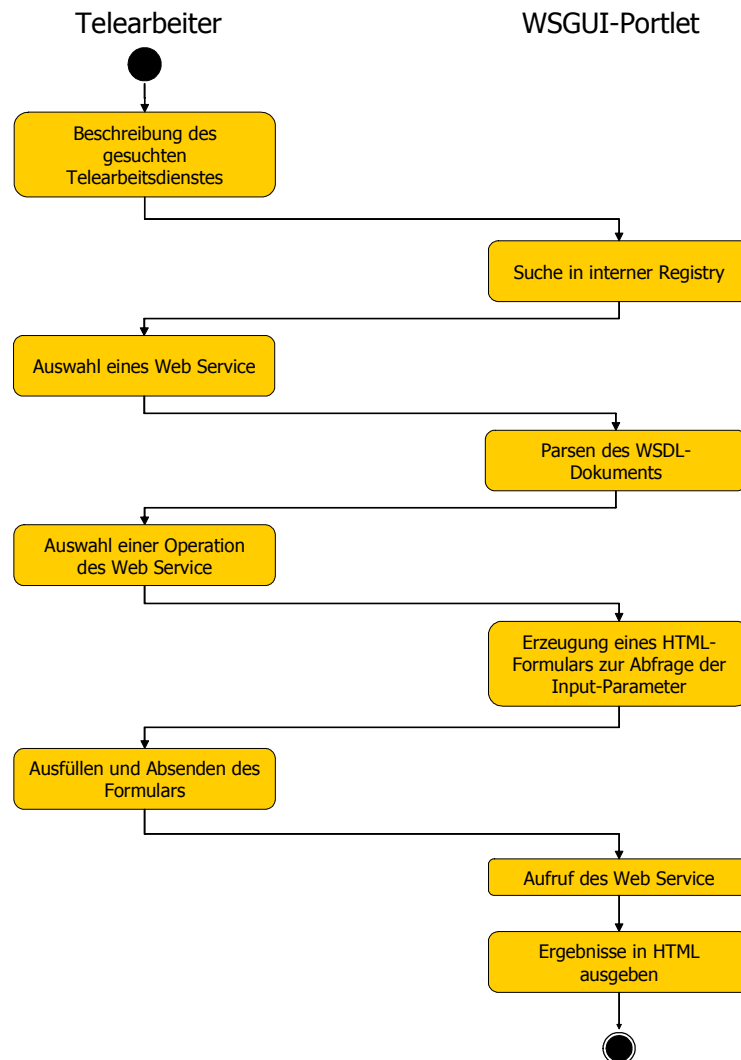 Telearbeiter
WSGUI-Portlet
Beschreibung des
gesuchten
Telearbeitsdienstes
Suche in interner Registry
Auswahl eines Web Service
Parsen des WSDL-
Dokuments
Auswahl einer Operation
des Web Service
Erzeugung eines HTML-
Formulars zur Abfrage der
Input-Parameter
Ausfüllen und Absenden des
Formulars
Aufruf des Web Service
Ergebnisse in HTML
ausgeben